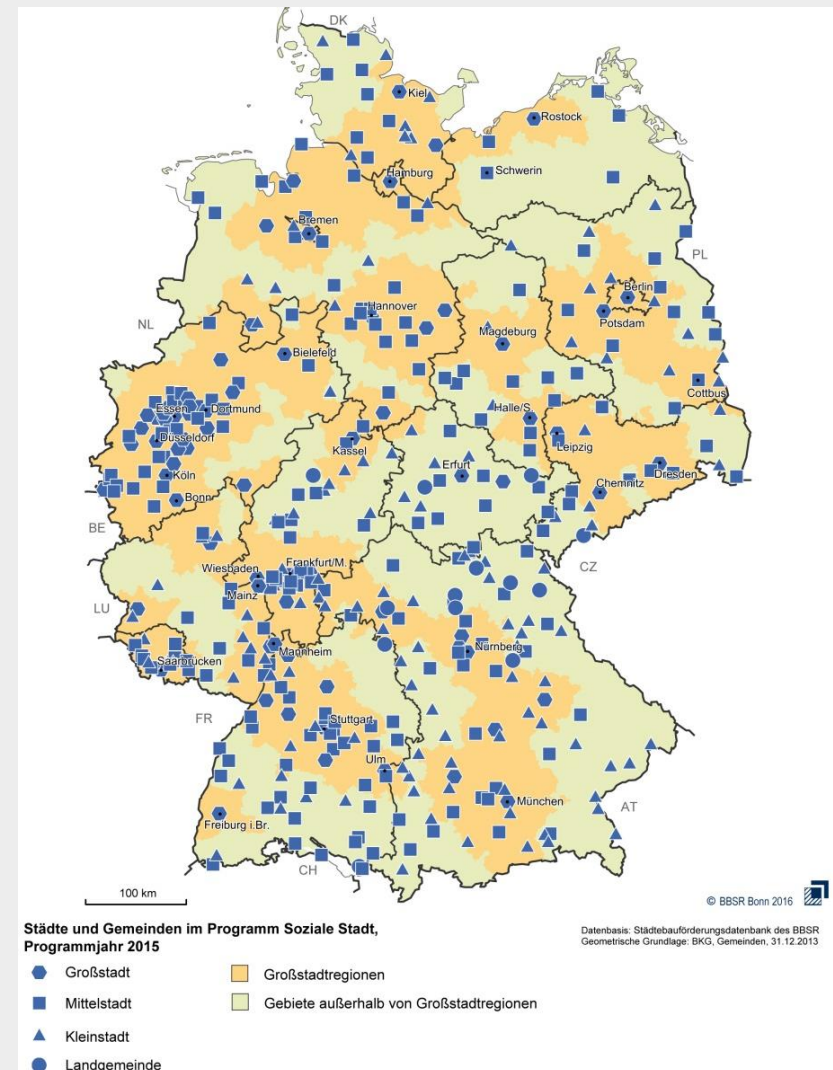 DK
Kiel
Rostock
Hamburg
Schwerin
Bremen
PL
Berlin
NL
Hannover
Potsdam
Magdeburg
Bielefeld
Cottbus
Essen
Dortmund
Halle/S.
Düsseldorf
Leipzig
Kassel
Erfurt
Köln
Dresden
Chemnitz
Bonn
BE
Wiesbaden
Frankfurt/M.
CZ
Mainz
LU
Mannheim
Nürnberg
Saarbrücken
FR
Stuttgart
Ulm
München
AT
Freiburg i.Br.
CH
100 km
© BBSR Bonn 2016
Städte und Gemeinden im Programm Soziale Stadt,
Programmjahr 2015
Datenbasis: Städtebauförderungsdatenbank des BBSR
Geometrische Grundlage: BKG, Gemeinden, 31.12.2013
Großstadt
Großstadtregionen
Mittelstadt
Gebiete außerhalb von Großstadtregionen
Kleinstadt
Landgemeinde